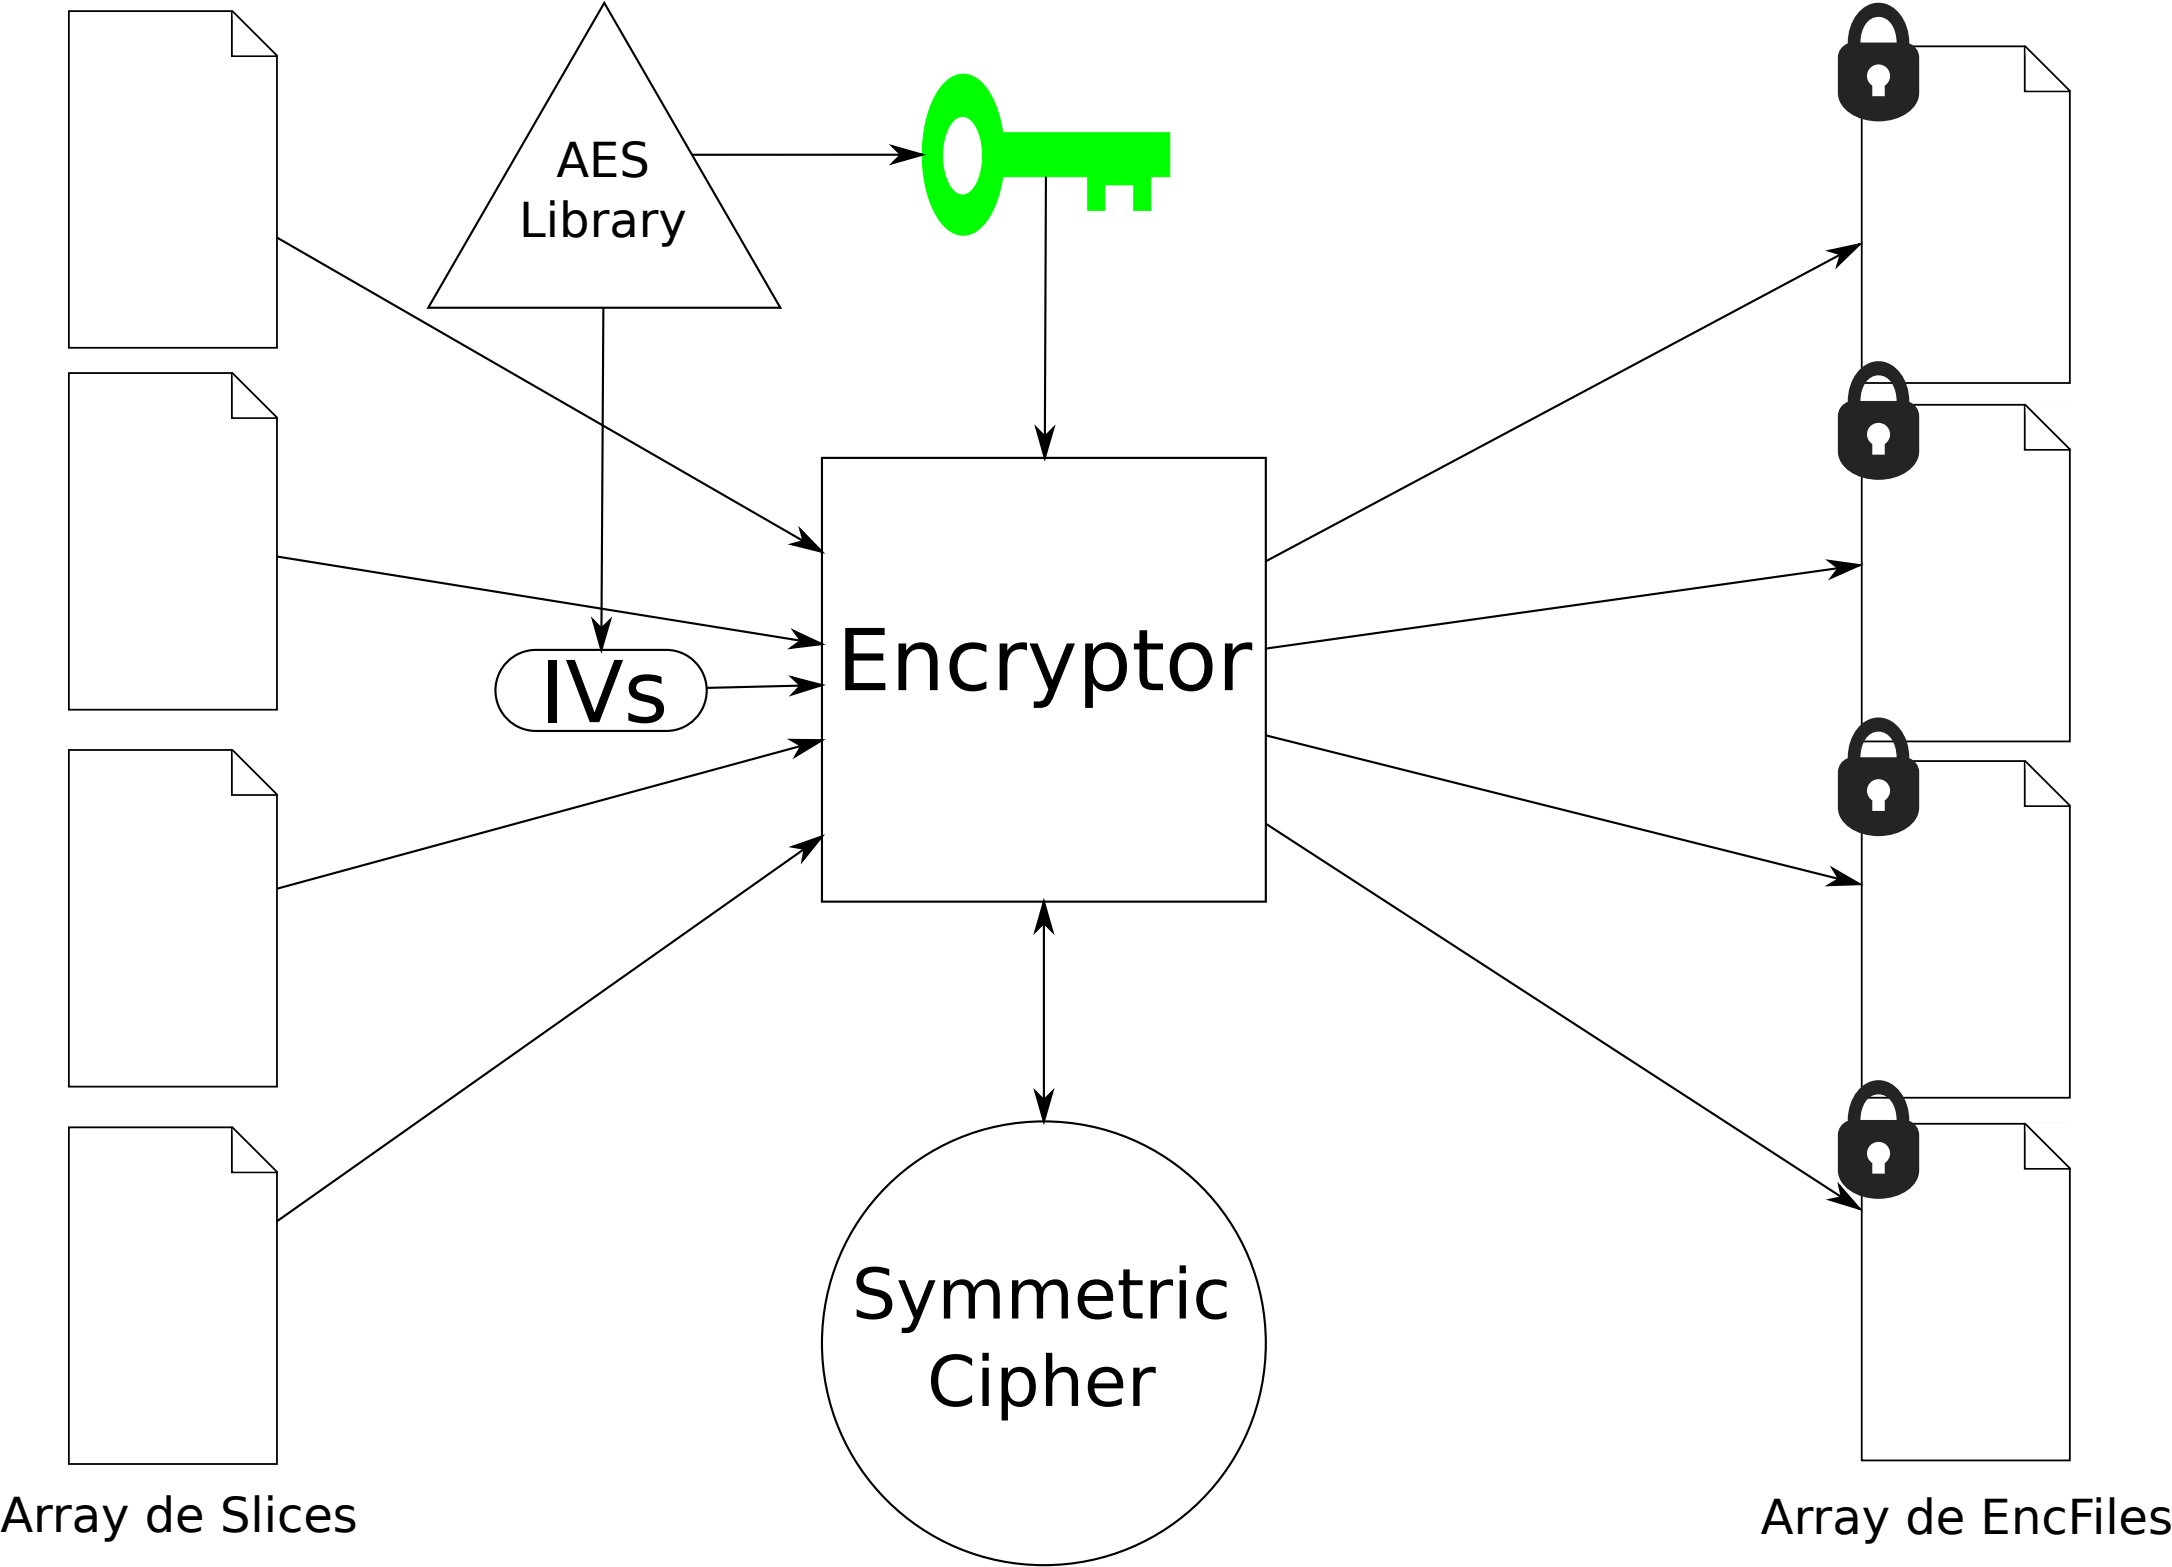 AES
Library
IVs
Encryptor
Symmetric
Cipher
Array de Slices
Array de EncFiles